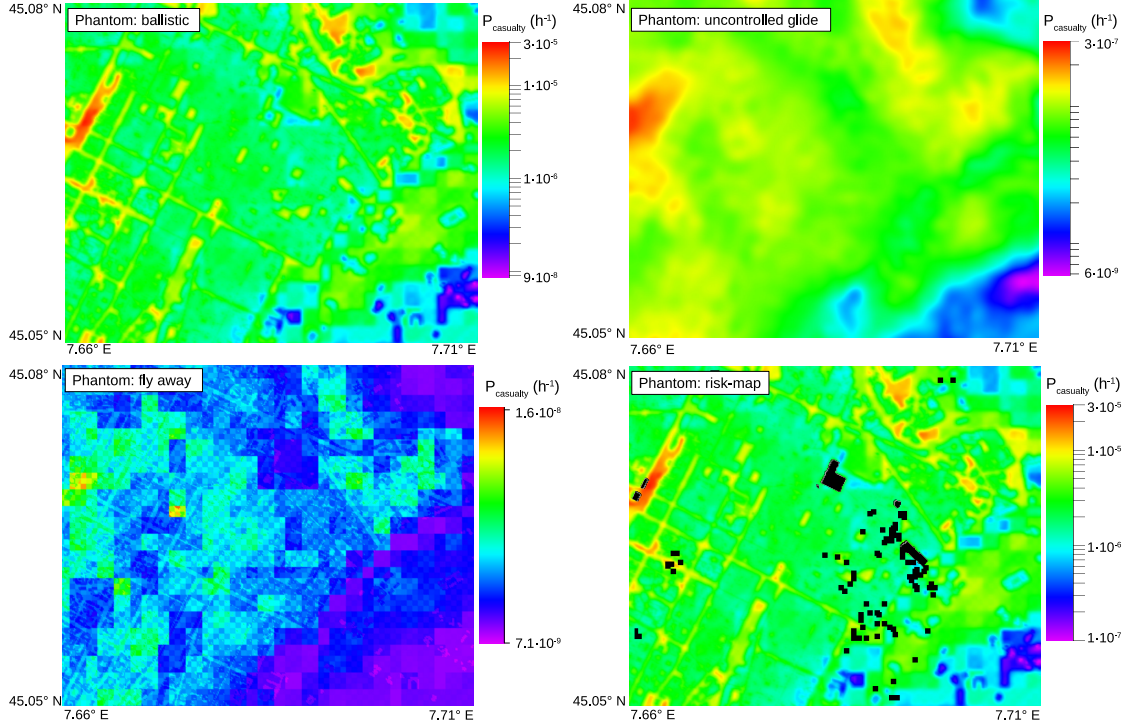 45.08° N
Phantom: ballistic
P_casualty (h⁻¹)
3·10⁻⁵
1·10⁻⁵
1·10⁻⁶
9·10⁻⁸
45.05° N
7.66° E
7.71° E
45.08° N
Phantom: uncontrolled glide
P_casualty (h⁻¹)
3·10⁻⁷
6·10⁻⁹
45.05° N
7.66° E
7.71° E
45.08° N
Phantom: fly away
P_casualty (h⁻¹)
1,6·10⁻⁸
7.1·10⁻⁹
45.05° N
7.66° E
7.71° E
45.08° N
Phantom: risk-map
P_casualty (h⁻¹)
3·10⁻⁵
1·10⁻⁵
1·10⁻⁶
1·10⁻⁷
45.05° N
7.66° E
7.71° E